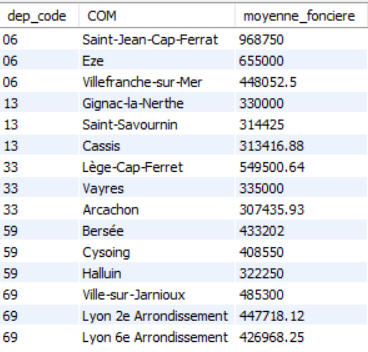 dep_code COM moyenne_fonciere
06 Saint-Jean-Cap-Ferrat 968750
06 Eze 655000
06 Villefranche-sur-Mer 448052.5
13 Gignac-la-Nerthe 330000
13 Saint-Savournin 314425
13 Cassis 313416.88
33 Lège-Cap-Ferret 549500.64
33 Vayres 335000
33 Arcachon 307435.93
59 Bersée 433202
59 Cysoing 408550
59 Halluin 322250
69 Ville-sur-Jarnioux 485300
69 Lyon 2e Arrondissement 447718.12
69 Lyon 6e Arrondissement 426968.25